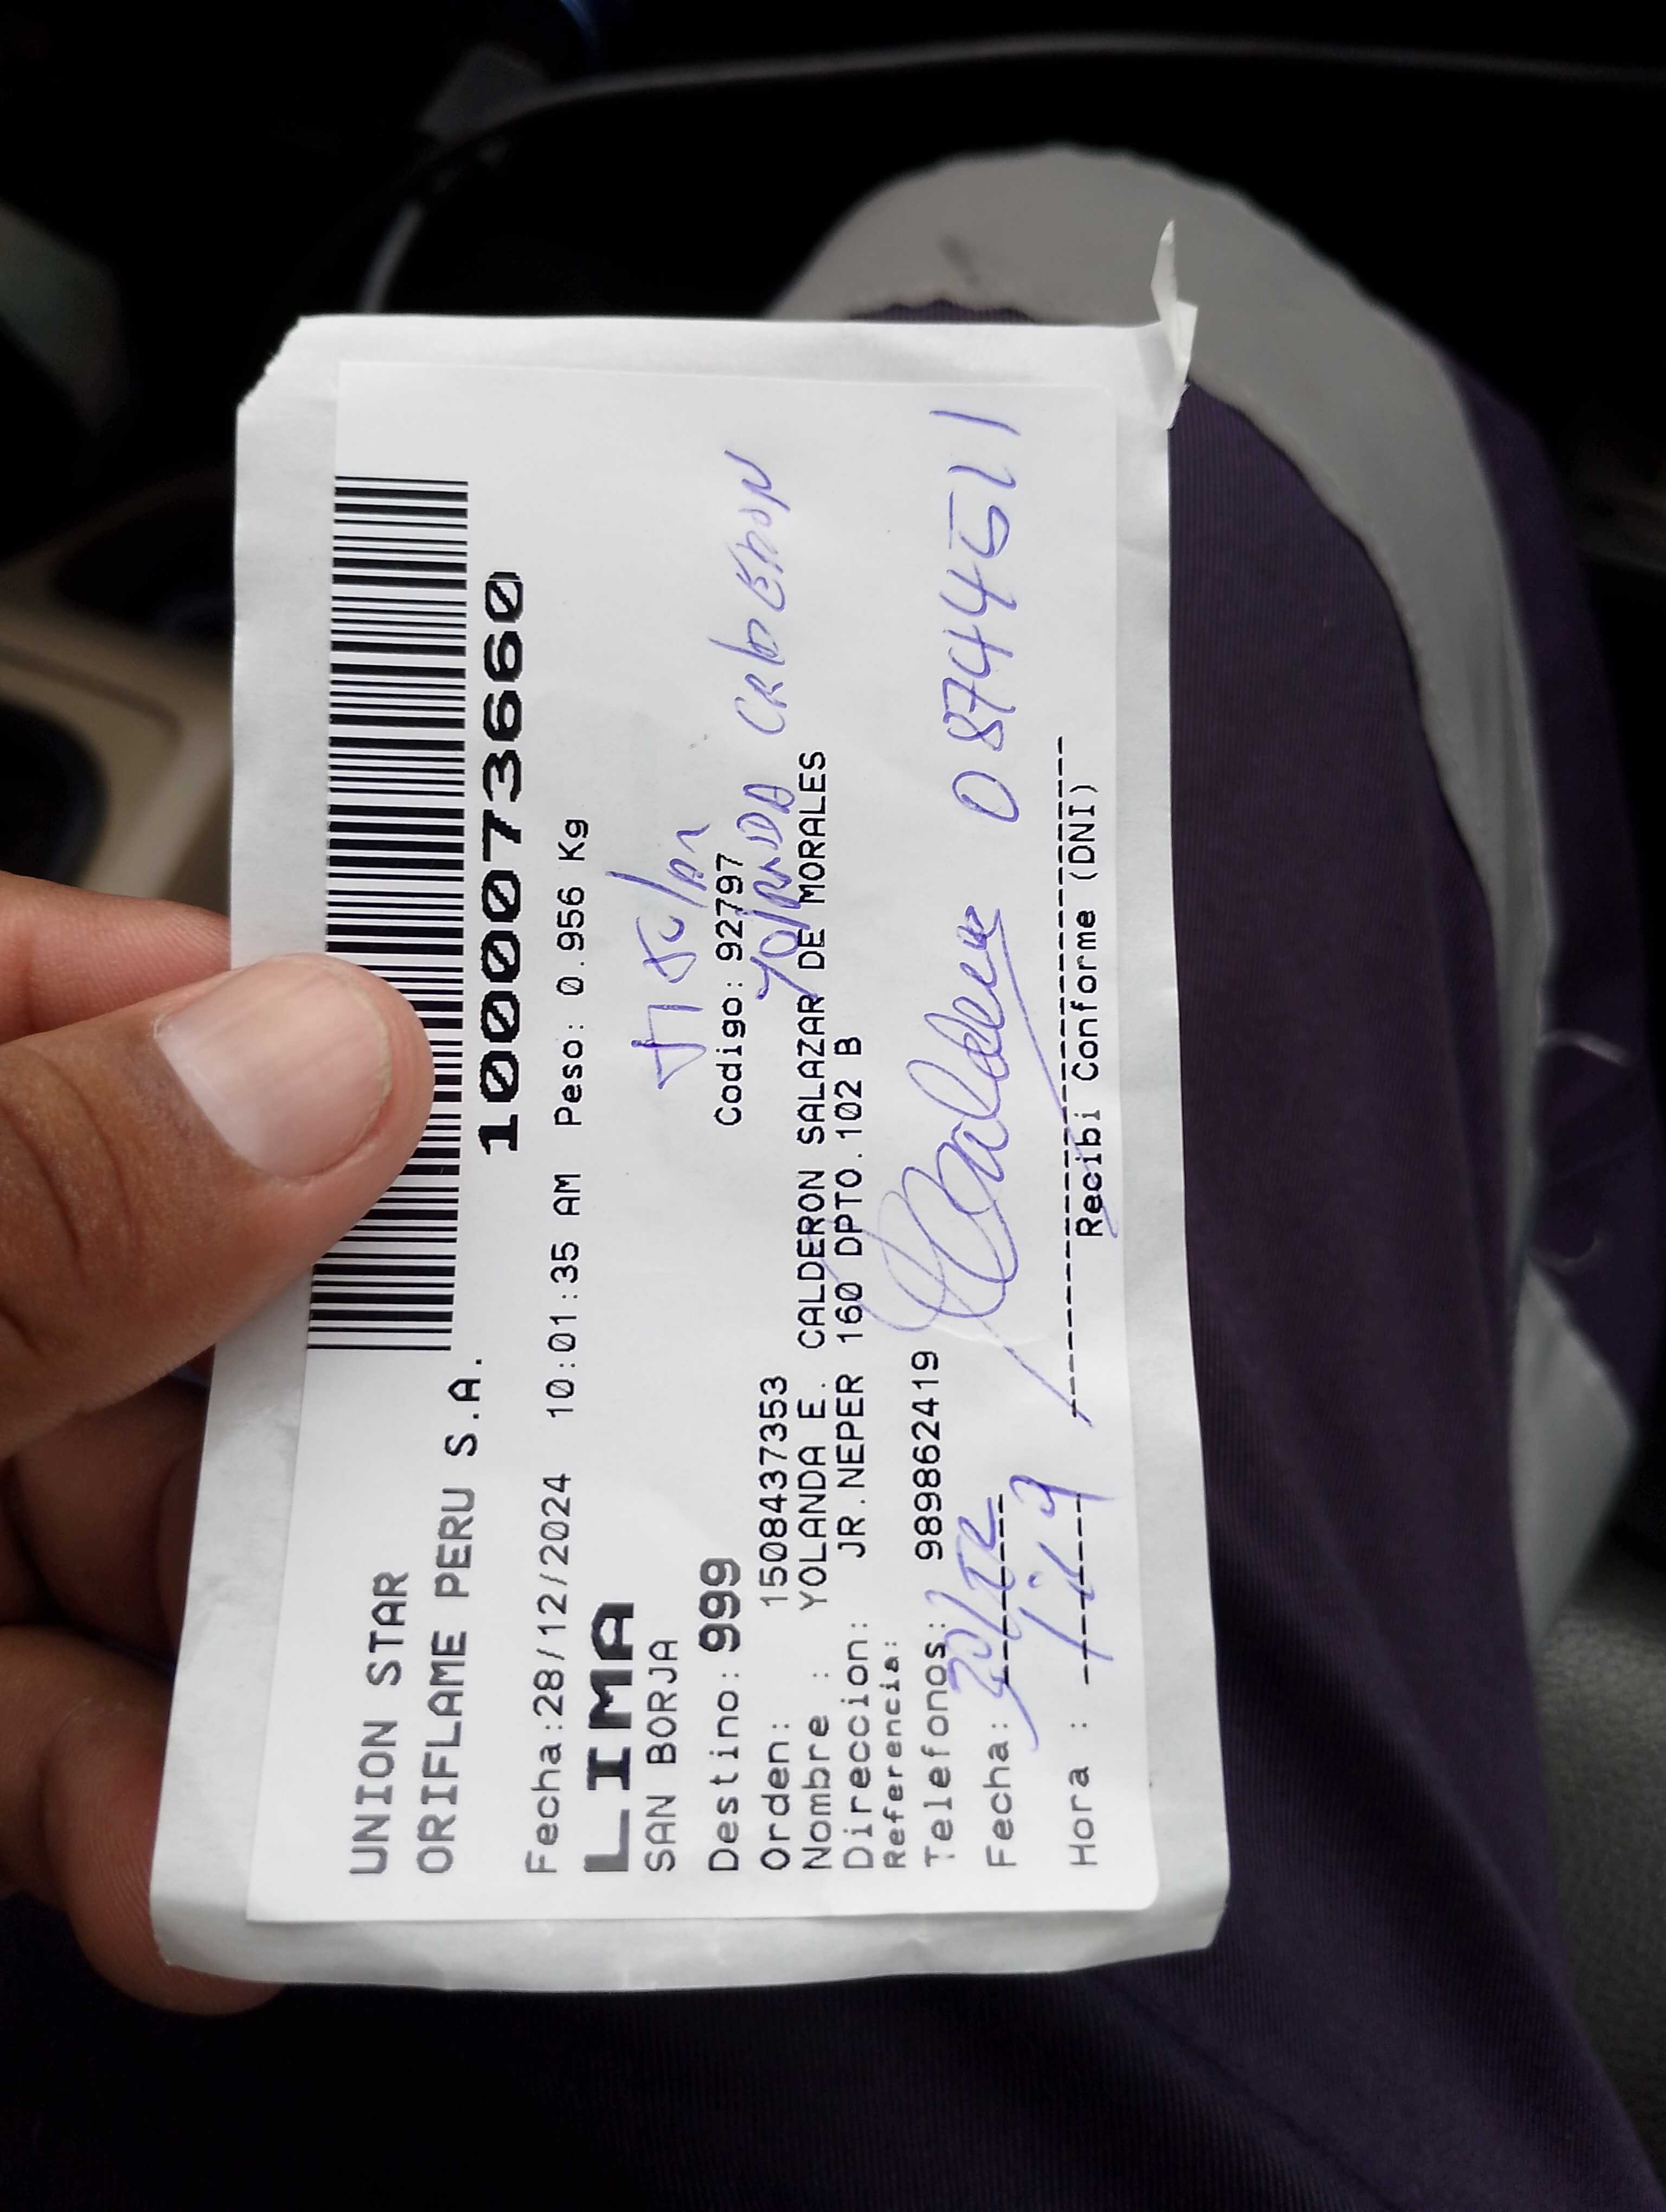 UNION STAR
ORIFLAME PERU S.A.
10000073660
Fecha:28/12/2024 10:01:35 AM Peso: 0.956 Kg
LIMA
SAN BORJA
Destino: 999 Codigo: 92797
YOLANDA CALDERON
Orden: 1508437353
Nombre : YOLANDA E. CALDERON SALAZAR DE MORALES
Direccion: JR.NEPER 160 DPTO.102 B
Referencia:
Telefonos: 989862419
Fecha:
08744511
Hora :
Recibi Conforme (DNI)